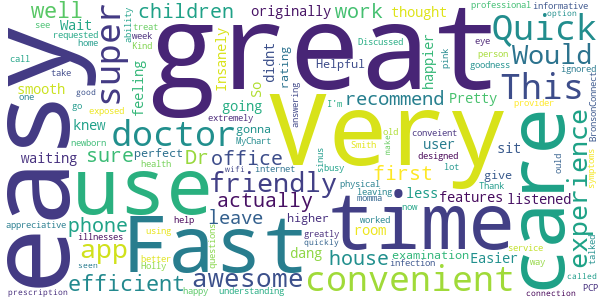 easy
great
Very
care
time
Fast
use
Quick
This
doctor
convenient
super
children
well
Wait
see
requested
home
call
take
good
one
go
smooth
knew
newborn
waiting
sure
phone
app
efficient
awesome
friendly
actually
leave
office
Dr
going
gonna
MyChart
extremely
perfect
health
exposed
feeling
ability
treat
week
Kind
originally
work
thought
Insanely
So
didnt
rating
Helpful
answering
recommend
Would
Pretty
happier
higher
house
dang
first
user
less
features
listened
room
examination
Easier
experience
sit
give
Thank
lot
designed
conveient
I'm
old
Smith
make
sinus
busy
wifi
internet
physical
leaving
momma
now
worked
greatly
quickly
infection
questions
understanding
happy
better
Holly
using
help
seen
illnesses
appreciative
prescription
service
way
called
talked
PCP
connection
ould
symptoms
provider
ignored
BronsonConnect
person
goodness
eye
pink
Discussed
option
professional
informative